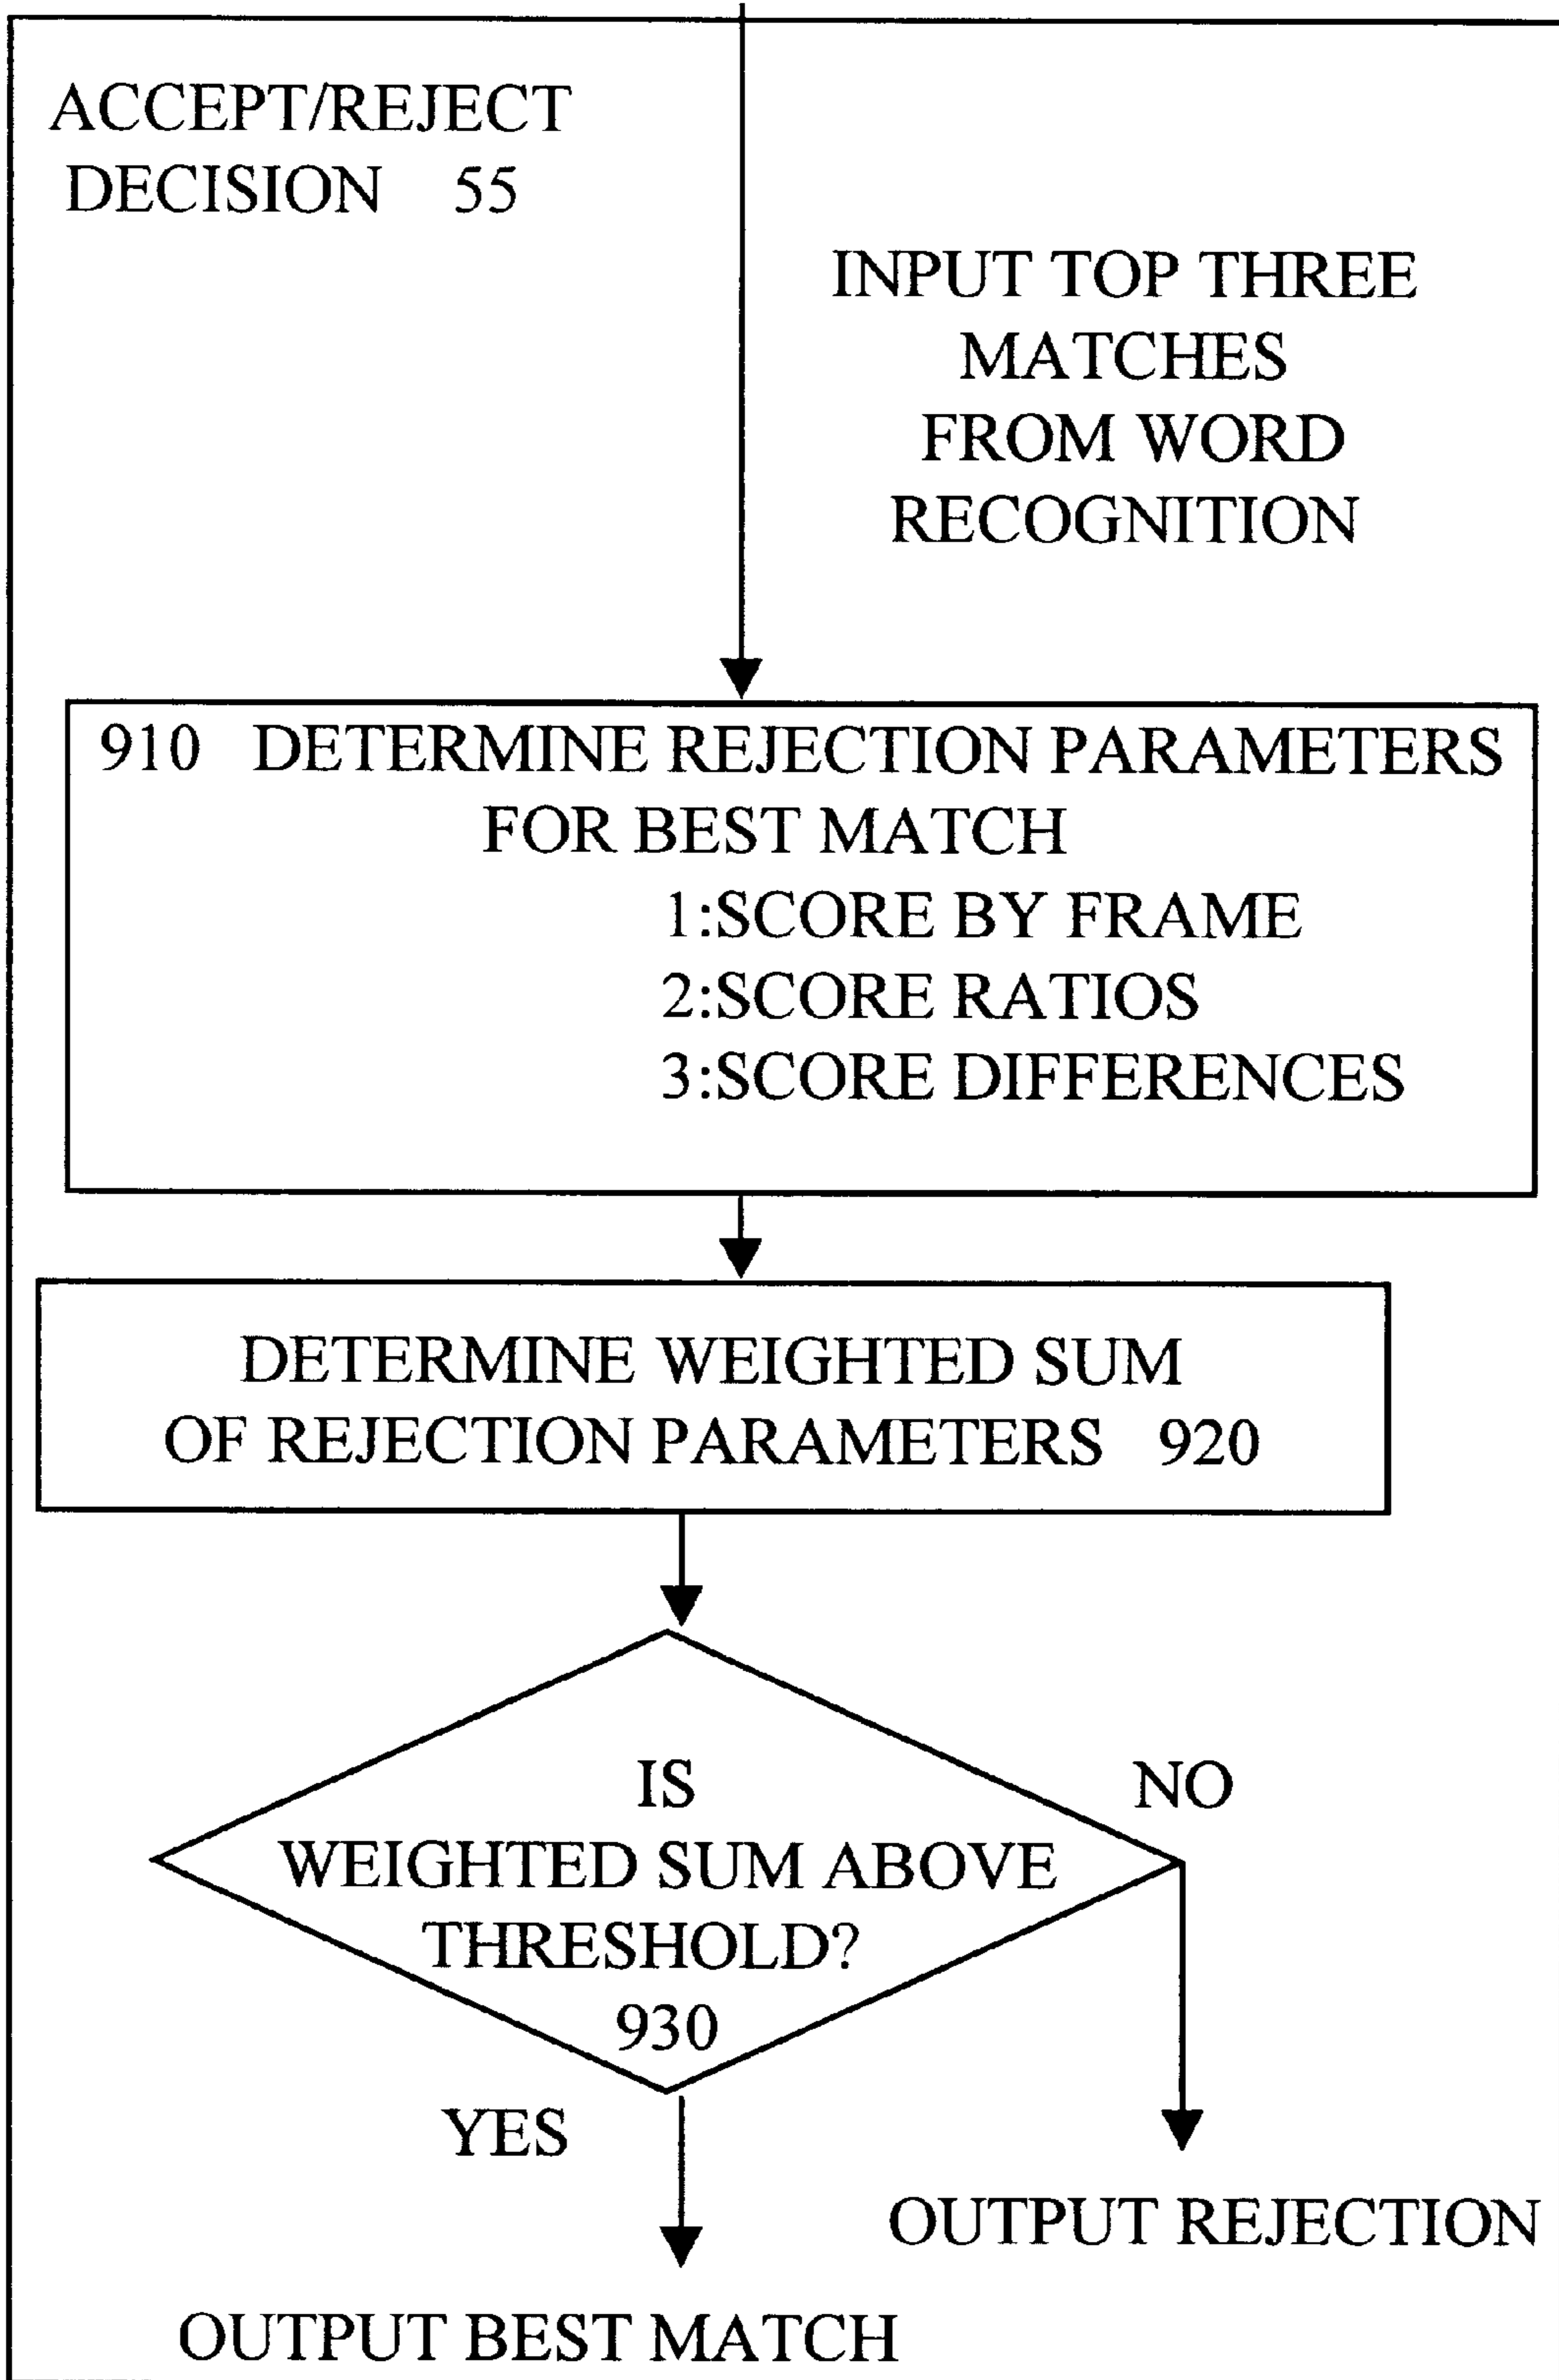 ACCEPT/REJECT
DECISION 55
INPUT TOP THREE
MATCHES
FROM WORD
RECOGNITION
910 DETERMINE REJECTION PARAMETERS
FOR BEST MATCH
1:SCORE BY FRAME
2:SCORE RATIOS
3:SCORE DIFFERENCES
DETERMINE WEIGHTED SUM
OF REJECTION PARAMETERS 920
IS
WEIGHTED SUM ABOVE
THRESHOLD?
930
NO
YES
OUTPUT REJECTION
OUTPUT BEST MATCH